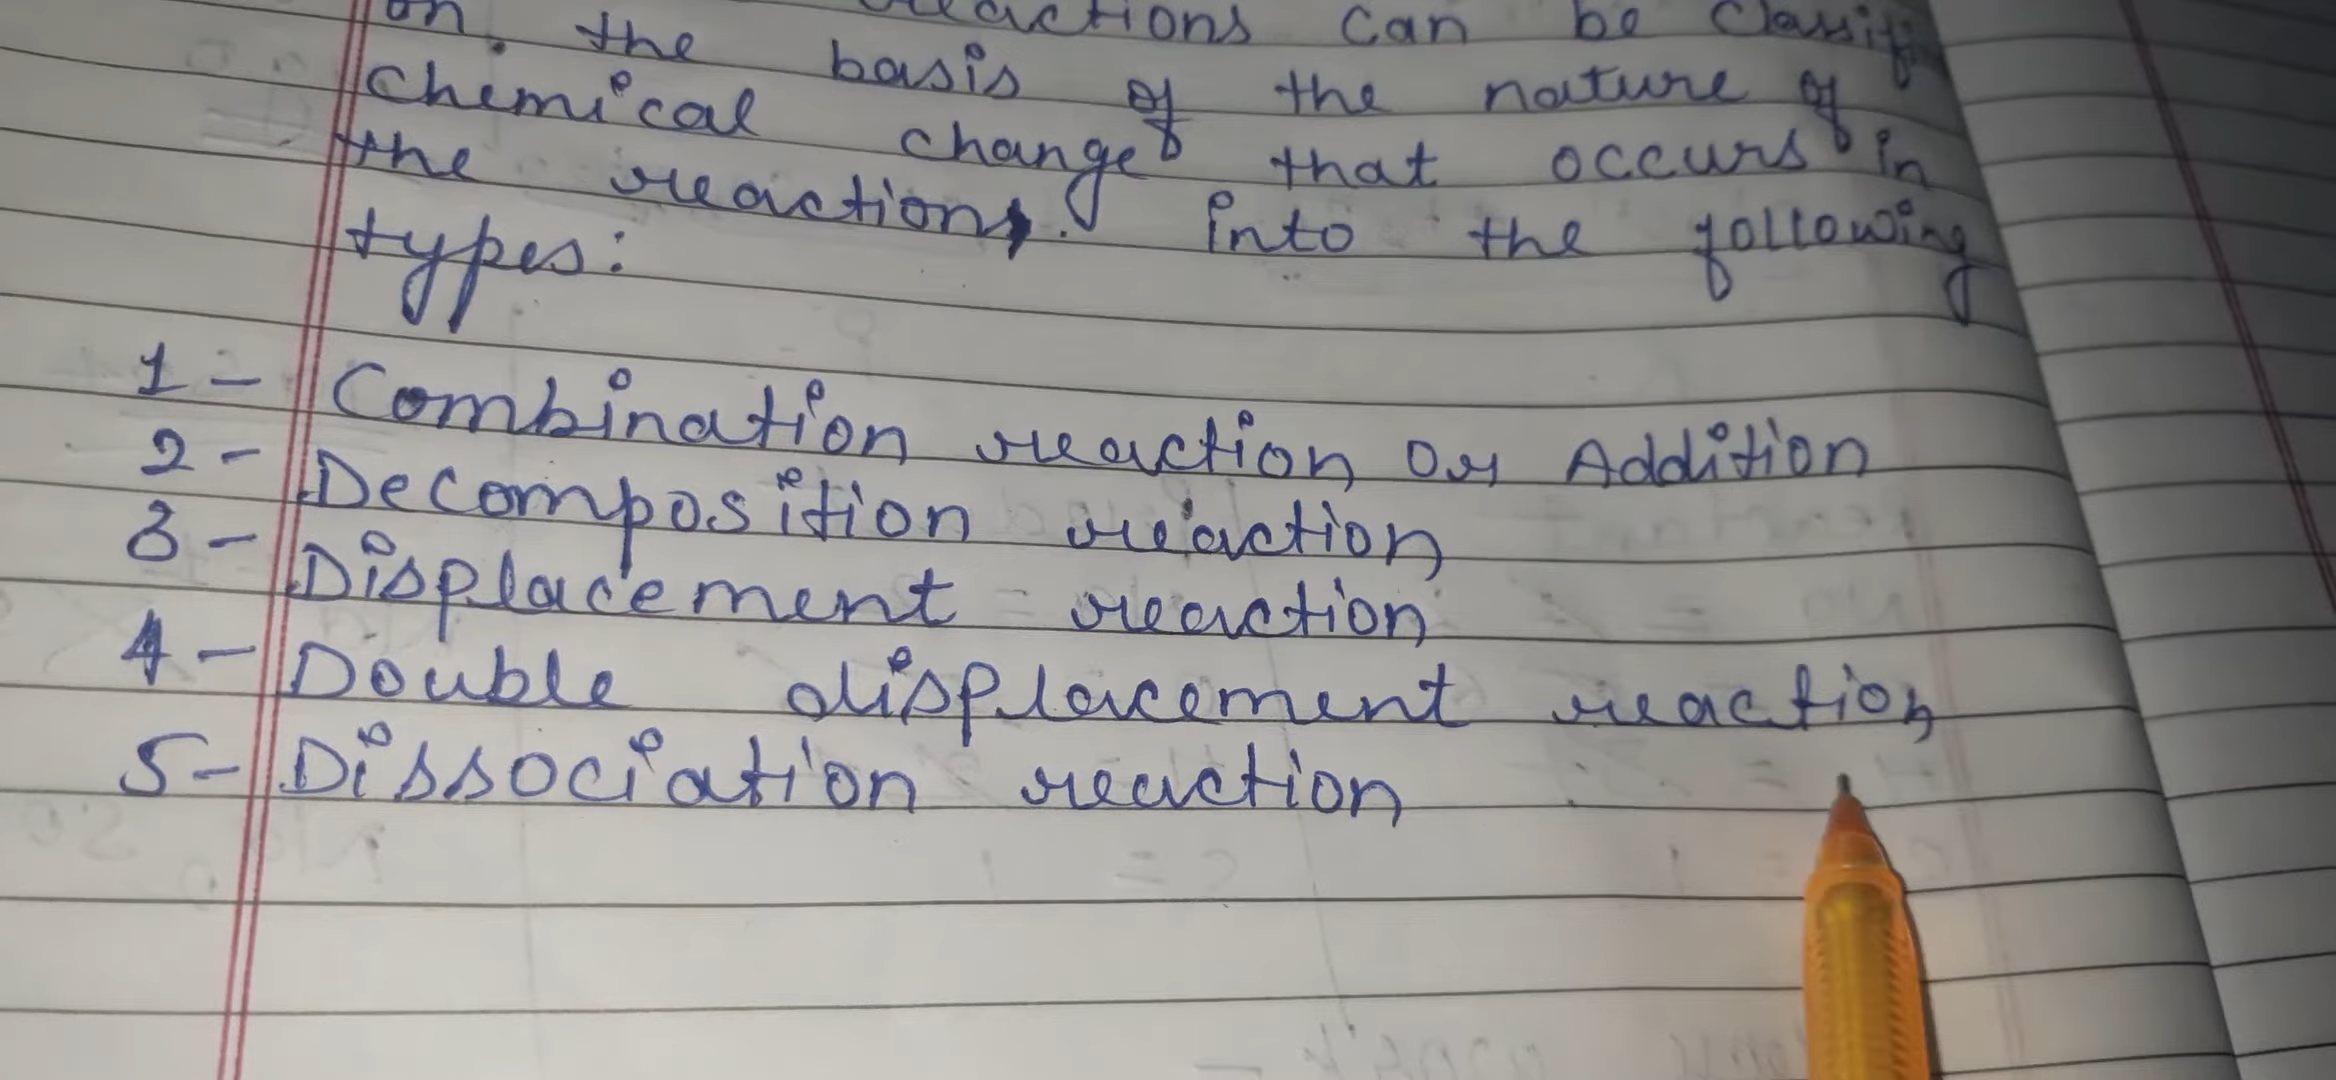 can be
on the basis of the nature of
chemical change that occurs in
the reactions. into the following
types:
1- Combination reaction or Addition
2- Decomposition reaction
3- Displacement reaction
4- Double displacement reaction
5- Dissociation reaction